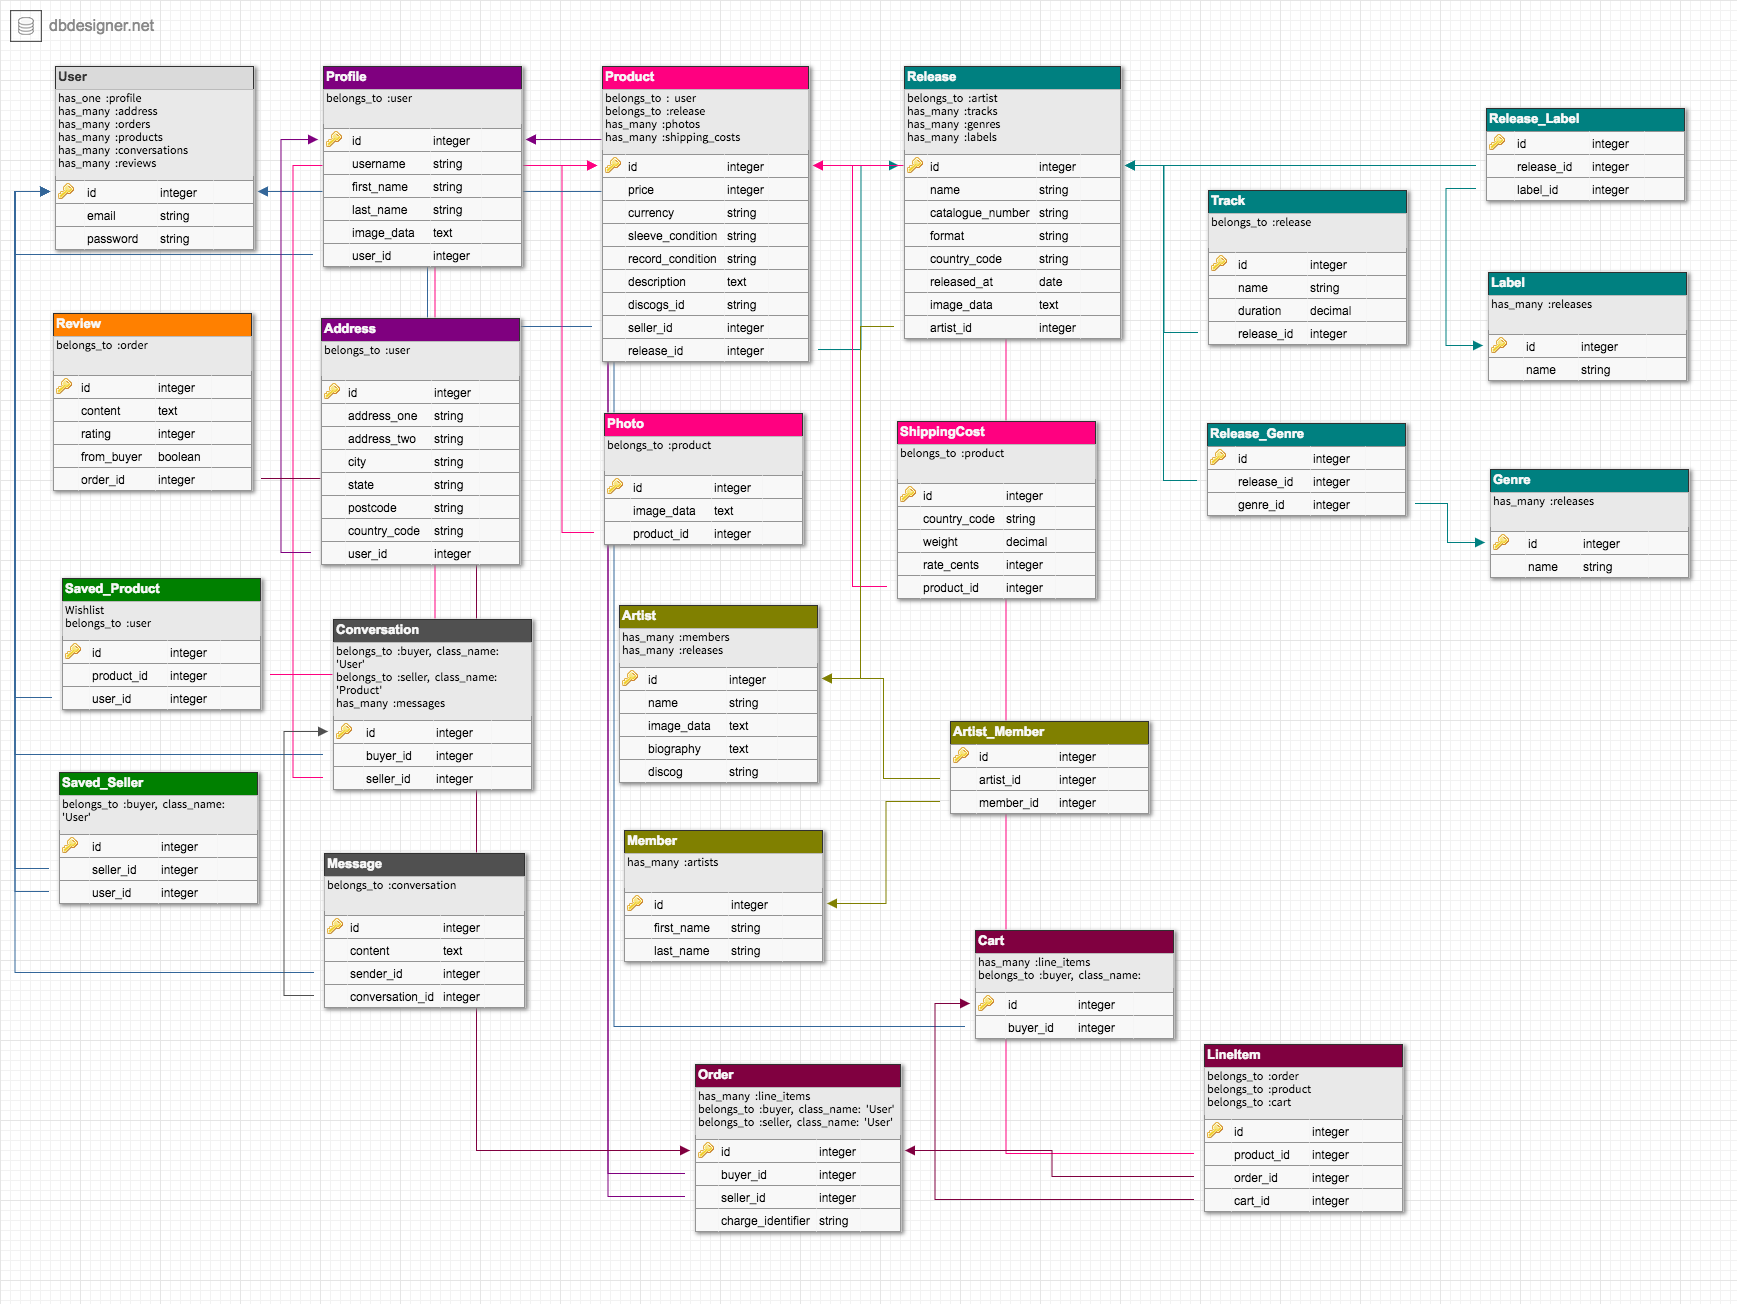 dbdesigner.net
User
has_one :profile
has_many :address
has_many :orders
has_many :products
has_many :conversations
has_many :reviews
id integer
email string
password string
Profile
belongs_to :user
id integer
username string
first_name string
last_name string
image_data text
user_id integer
Product
belongs_to : user
belongs_to :release
has_many :photos
has_many :shipping_costs
id integer
price integer
currency string
sleeve_condition string
record_condition string
description text
discogs_id string
seller_id integer
release_id integer
Release
belongs_to :artist
has_many :tracks
has_many :genres
has_many :labels
id integer
name string
catalogue_number string
format string
country_code string
released_at date
image_data text
artist_id integer
Release_Label
id integer
release_id integer
label_id integer
Track
belongs_to :release
id integer
name string
duration decimal
release_id integer
Label
has_many :releases
id integer
name string
Review
belongs_to :order
id integer
content text
rating integer
from_buyer boolean
order_id integer
Address
belongs_to :user
id integer
address_one string
address_two string
city string
state string
postcode string
country_code string
user_id integer
Photo
belongs_to :product
id integer
image_data text
product_id integer
ShippingCost
belongs_to :product
id integer
country_code string
weight decimal
rate_cents integer
product_id integer
Release_Genre
id integer
release_id integer
genre_id integer
Genre
has_many :releases
id integer
name string
Saved_Product
Wishlist
belongs_to :user
id integer
product_id integer
user_id integer
Conversation
belongs_to :buyer, class_name:
'User'
belongs_to :seller, class_name:
'Product'
has_many :messages
id integer
buyer_id integer
seller_id integer
Artist
has_many :members
has_many :releases
id integer
name string
image_data text
biography text
discog string
Artist_Member
id integer
artist_id integer
member_id integer
Saved_Seller
belongs_to :buyer, class_name:
'User'
id integer
seller_id integer
user_id integer
Message
belongs_to :conversation
id integer
content text
sender_id integer
conversation_id integer
Member
has_many :artists
id integer
first_name string
last_name string
Cart
has_many :line_items
belongs_to :buyer, class_name:
id integer
buyer_id integer
Order
has_many :line_items
belongs_to :buyer, class_name: 'User'
belongs_to :seller, class_name: 'User'
id integer
buyer_id integer
seller_id integer
charge_identifier string
LineItem
belongs_to :order
belongs_to :product
belongs_to :cart
id integer
product_id integer
order_id integer
cart_id integer